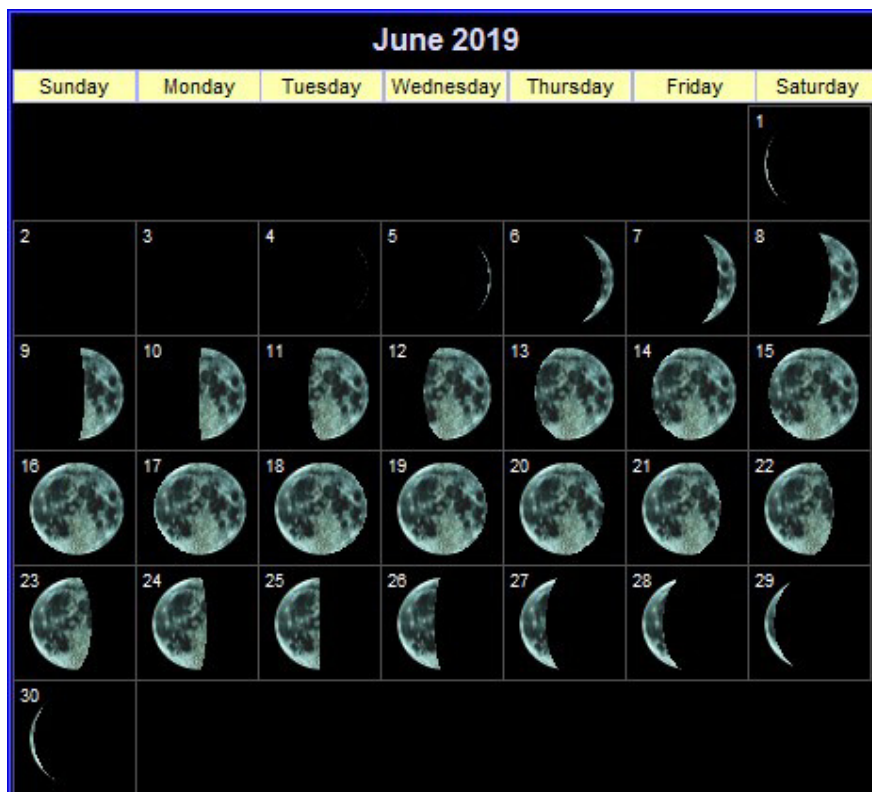 June 2019
Sunday Monday Tuesday Wednesday Thursday Friday Saturday
1
2 3 4 5 6 7 8
9 10 11 12 13 14 15
16 17 18 19 20 21 22
23 24 25 26 27 28 29
30